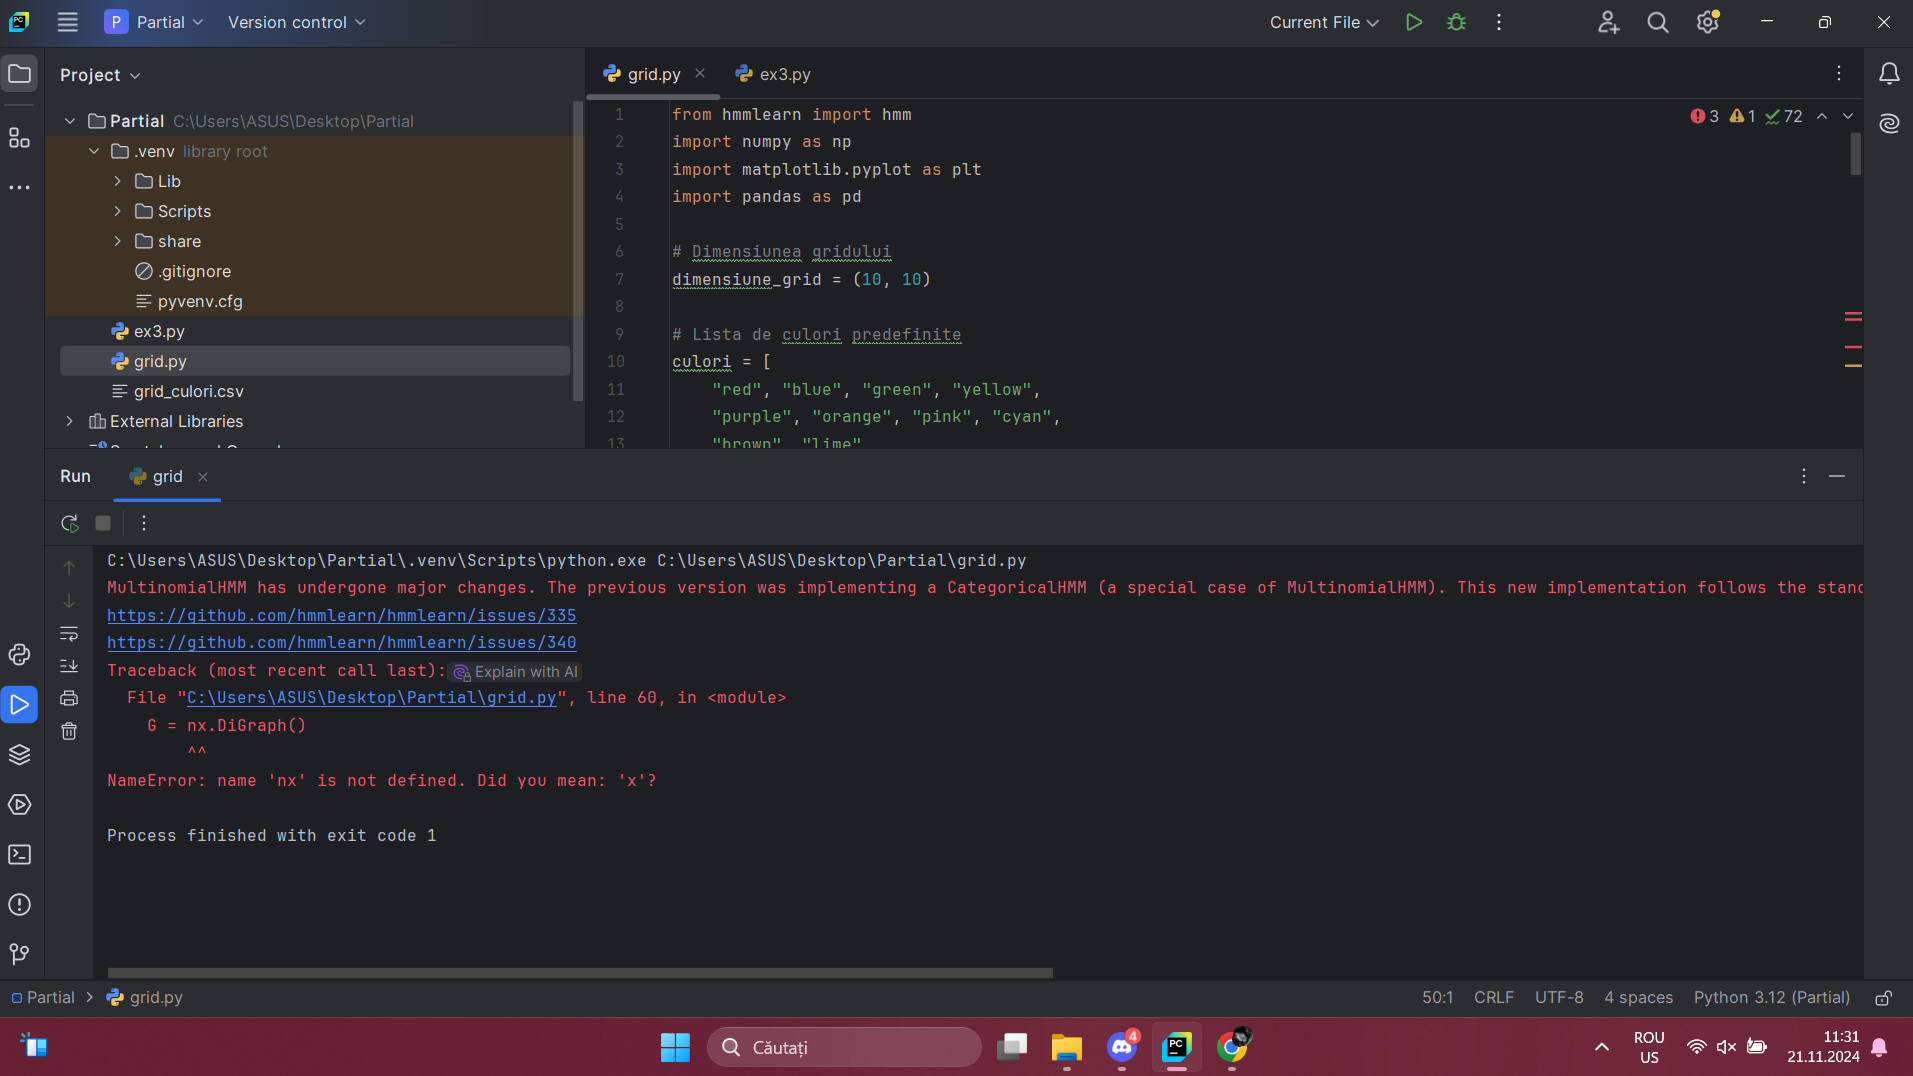 P Partial Version control Current File
Project
Partial C:\Users\ASUS\Desktop\Partial
.venv library root
Lib
Scripts
share
.gitignore
pyvenv.cfg
ex3.py
grid.py
grid_culori.csv
External Libraries
grid.py ex3.py
3 1 72
1 from hmmlearn import hmm
2 import numpy as np
3 import matplotlib.pyplot as plt
4 import pandas as pd
5
6 # Dimensiunea gridului
7 dimensiune_grid = (10, 10)
8
9 # Lista de culori predefinite
10 culori = [
11 "red", "blue", "green", "yellow",
12 "purple", "orange", "pink", "cyan",
13 "brown", "lime"
Run grid
C:\Users\ASUS\Desktop\Partial\.venv\Scripts\python.exe C:\Users\ASUS\Desktop\Partial\grid.py
MultinomialHMM has undergone major changes. The previous version was implementing a CategoricalHMM (a special case of MultinomialHMM). This new implementation follows the stand
https://github.com/hmmlearn/hmmlearn/issues/335
https://github.com/hmmlearn/hmmlearn/issues/340
Traceback (most recent call last): Explain with AI
File "C:\Users\ASUS\Desktop\Partial\grid.py", line 60, in <module>
G = nx.DiGraph()
^^
NameError: name 'nx' is not defined. Did you mean: 'x'?
Process finished with exit code 1
Partial > grid.py 50:1 CRLF UTF-8 4 spaces Python 3.12 (Partial)
Căutați
4
PC
ROU
US
11:31
21.11.2024